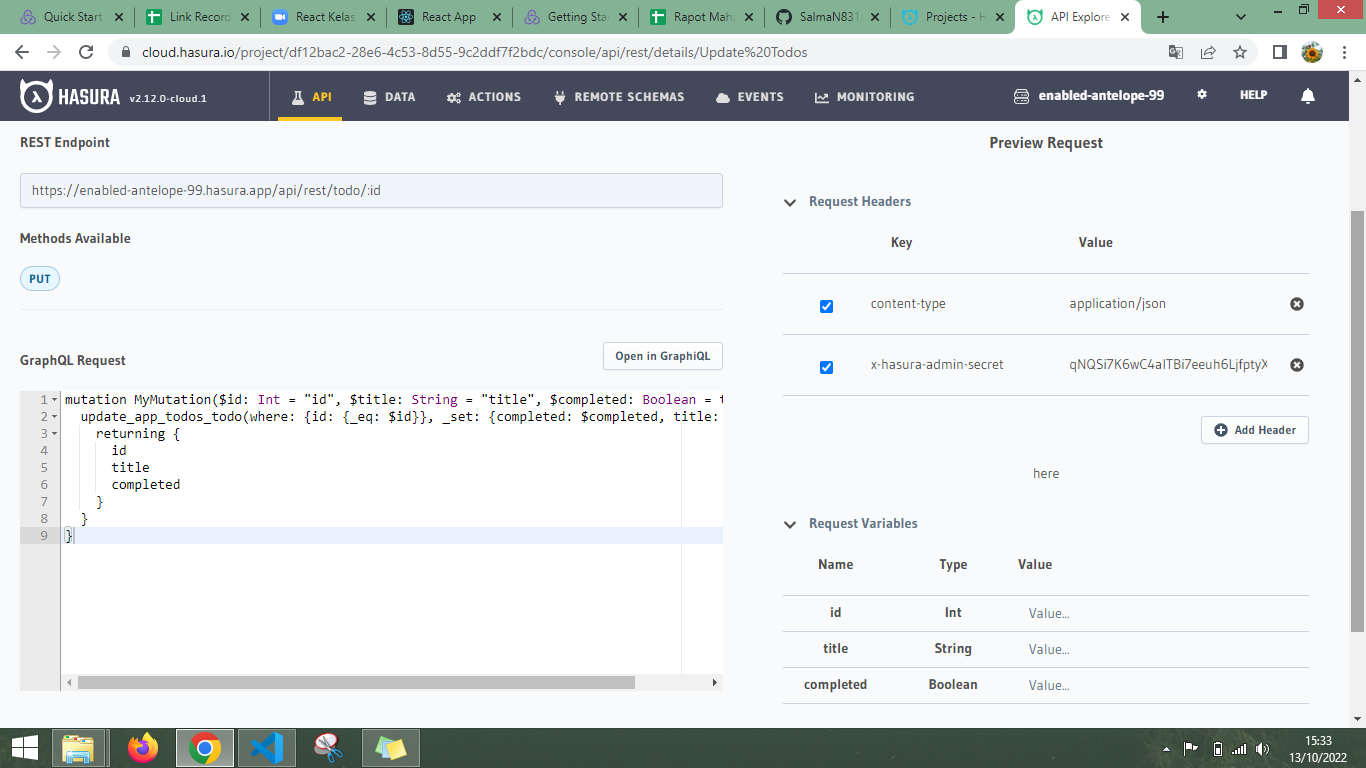 Quick Start
Link Record
React Kelas
React App
Getting Star
Rapot Maha
SalmaN831
Projects - H
API Explore
cloud.hasura.io/project/df12bac2-28e6-4c53-8d55-9c2ddf7f2bdc/console/api/rest/details/Update%20Todos
HASURA v2.12.0-cloud.1 API DATA ACTIONS REMOTE SCHEMAS EVENTS MONITORING enabled-antelope-99 HELP
REST Endpoint
https://enabled-antelope-99.hasura.app/api/rest/todo/:id
Methods Available
PUT
GraphQL Request Open in GraphiQL
1 mutation MyMutation($id: Int = "id", $title: String = "title", $completed: Boolean = t
2 update_app_todos_todo(where: {id: {_eq: $id}}, _set: {completed: $completed, title:
3 returning {
4 id
5 title
6 completed
7 }
8 }
9 }
Preview Request
Request Headers
Key Value
content-type application/json
x-hasura-admin-secret
Add Header
here
Request Variables
Name Type Value
id Int Value...
title String Value...
completed Boolean Value...
15:33
13/10/2022